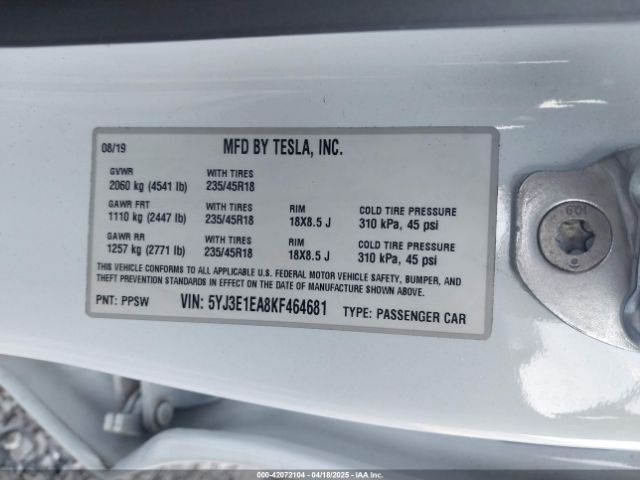 08/19 MFD BY TESLA, INC.
GVWR WITH TIRES
2060 kg (4541 lb) 235/45R18
GAWR FRT WITH TIRES RIM COLD TIRE PRESSURE
1110 kg (2447 lb) 235/45R18 18X8.5 J 310 kPa, 45 psi
GAWR RR WITH TIRES RIM COLD TIRE PRESSURE
1257 kg (2771 lb) 235/45R18 18X8.5 J 310 kPa, 45 psi
THIS VEHICLE CONFORMS TO ALL APPLICABLE U.S. FEDERAL MOTOR VEHICLE SAFETY, BUMPER, AND
THEFT PREVENTION STANDARDS IN EFFECT ON THE DATE OF MANUFACTURE SHOWN ABOVE.
PNT: PPSW VIN: 5YJ3E1EA8KF464681 TYPE: PASSENGER CAR
000-42072104 - 04/18/2025 - IAA Inc.